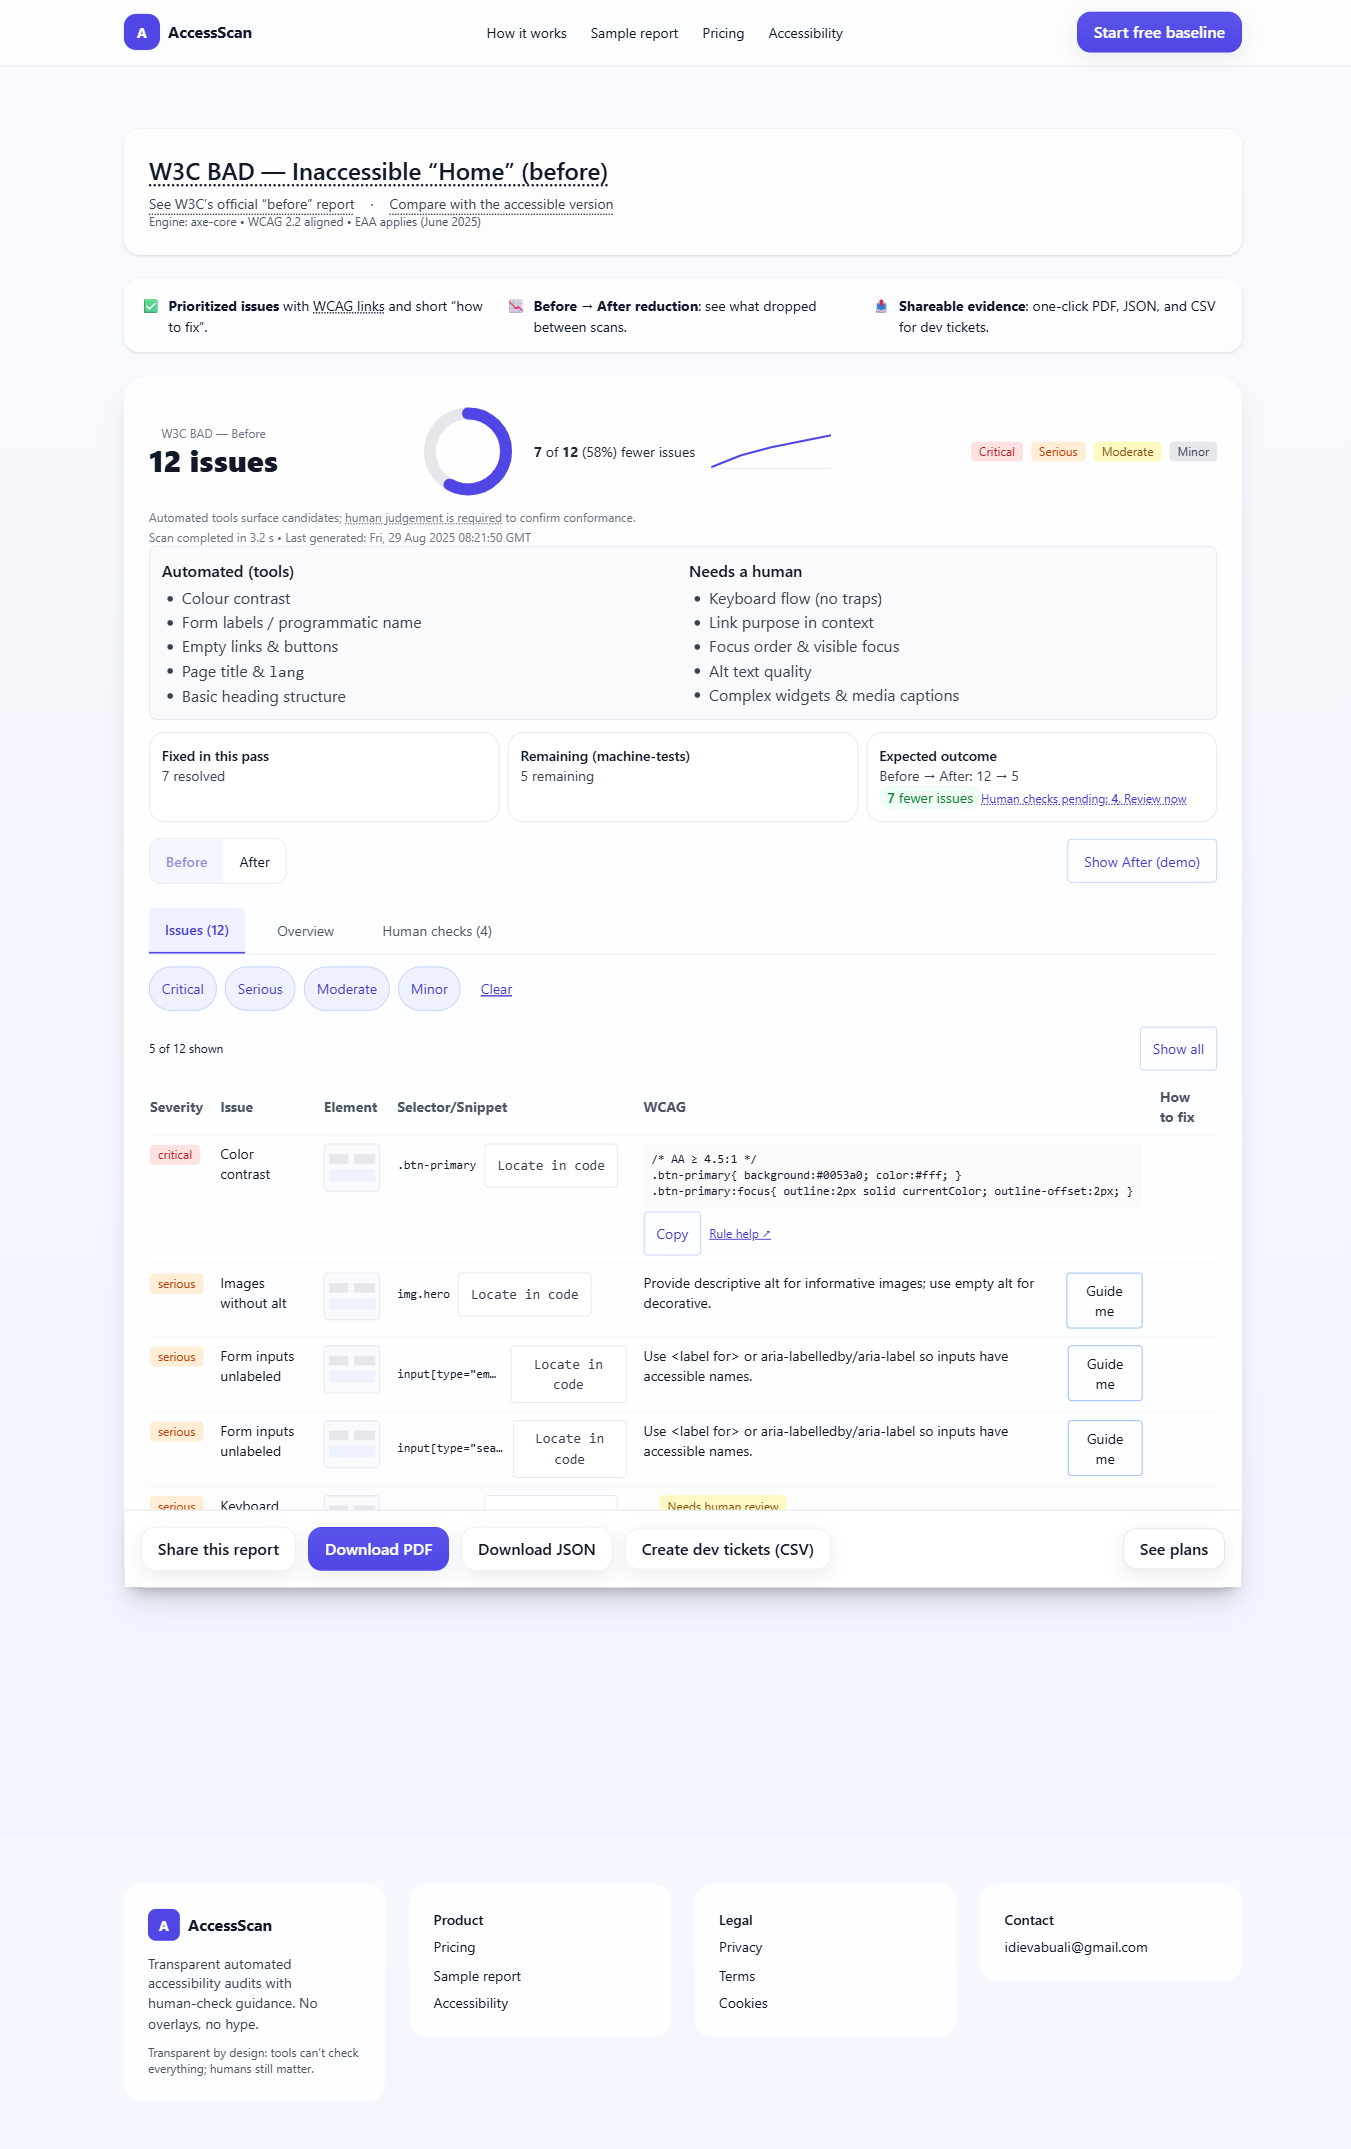 A AccessScan
How it works
Sample report
Pricing
Accessibility
Start free baseline
W3C BAD — Inaccessible “Home” (before)
See W3C’s official “before” report · Compare with the accessible version
Engine: axe-core • WCAG 2.2 aligned • EAA applies (June 2025)
Prioritized issues with WCAG links and short “how
to fix”.
Before → After reduction: see what dropped
between scans.
Shareable evidence: one-click PDF, JSON, and CSV
for dev tickets.
W3C BAD — Before
12 issues
7 of 12 (58%) fewer issues
Critical
Serious
Moderate
Minor
Automated tools surface candidates; human judgement is required to confirm conformance.
Scan completed in 3.2 s • Last generated: Fri, 29 Aug 2025 08:21:50 GMT
Automated (tools)
• Colour contrast
• Form labels / programmatic name
• Empty links & buttons
• Page title & lang
• Basic heading structure
Needs a human
• Keyboard flow (no traps)
• Link purpose in context
• Focus order & visible focus
• Alt text quality
• Complex widgets & media captions
Fixed in this pass
7 resolved
Remaining (machine-tests)
5 remaining
Expected outcome
Before → After: 12 → 5
7 fewer issues Human checks pending: 4. Review now
Before
After
Show After (demo)
Issues (12)
Overview
Human checks (4)
Critical
Serious
Moderate
Minor
Clear
5 of 12 shown
Show all
Severity
Issue
Element
Selector/Snippet
WCAG
How
to fix
critical
Color
contrast
.btn-primary
Locate in code
/* AA ≥ 4.5:1 */
.btn-primary{ background:#0053a0; color:#fff; }
.btn-primary:focus{ outline:2px solid currentColor; outline-offset:2px; }
Copy
Rule help ↗
serious
Images
without alt
img.hero
Locate in code
Provide descriptive alt for informative images; use empty alt for
decorative.
Guide
me
serious
Form inputs
unlabeled
input[type="em…
Locate in
code
Use <label for> or aria-labelledby/aria-label so inputs have
accessible names.
Guide
me
serious
Form inputs
unlabeled
input[type="sea…
Locate in
code
Use <label for> or aria-labelledby/aria-label so inputs have
accessible names.
Guide
me
serious
Keyboard
Needs human review
Share this report
Download PDF
Download JSON
Create dev tickets (CSV)
See plans
A AccessScan
Transparent automated
accessibility audits with
human-check guidance. No
overlays, no hype.
Transparent by design: tools can’t check
everything; humans still matter.
Product
Pricing
Sample report
Accessibility
Legal
Privacy
Terms
Cookies
Contact
idievabuali@gmail.com